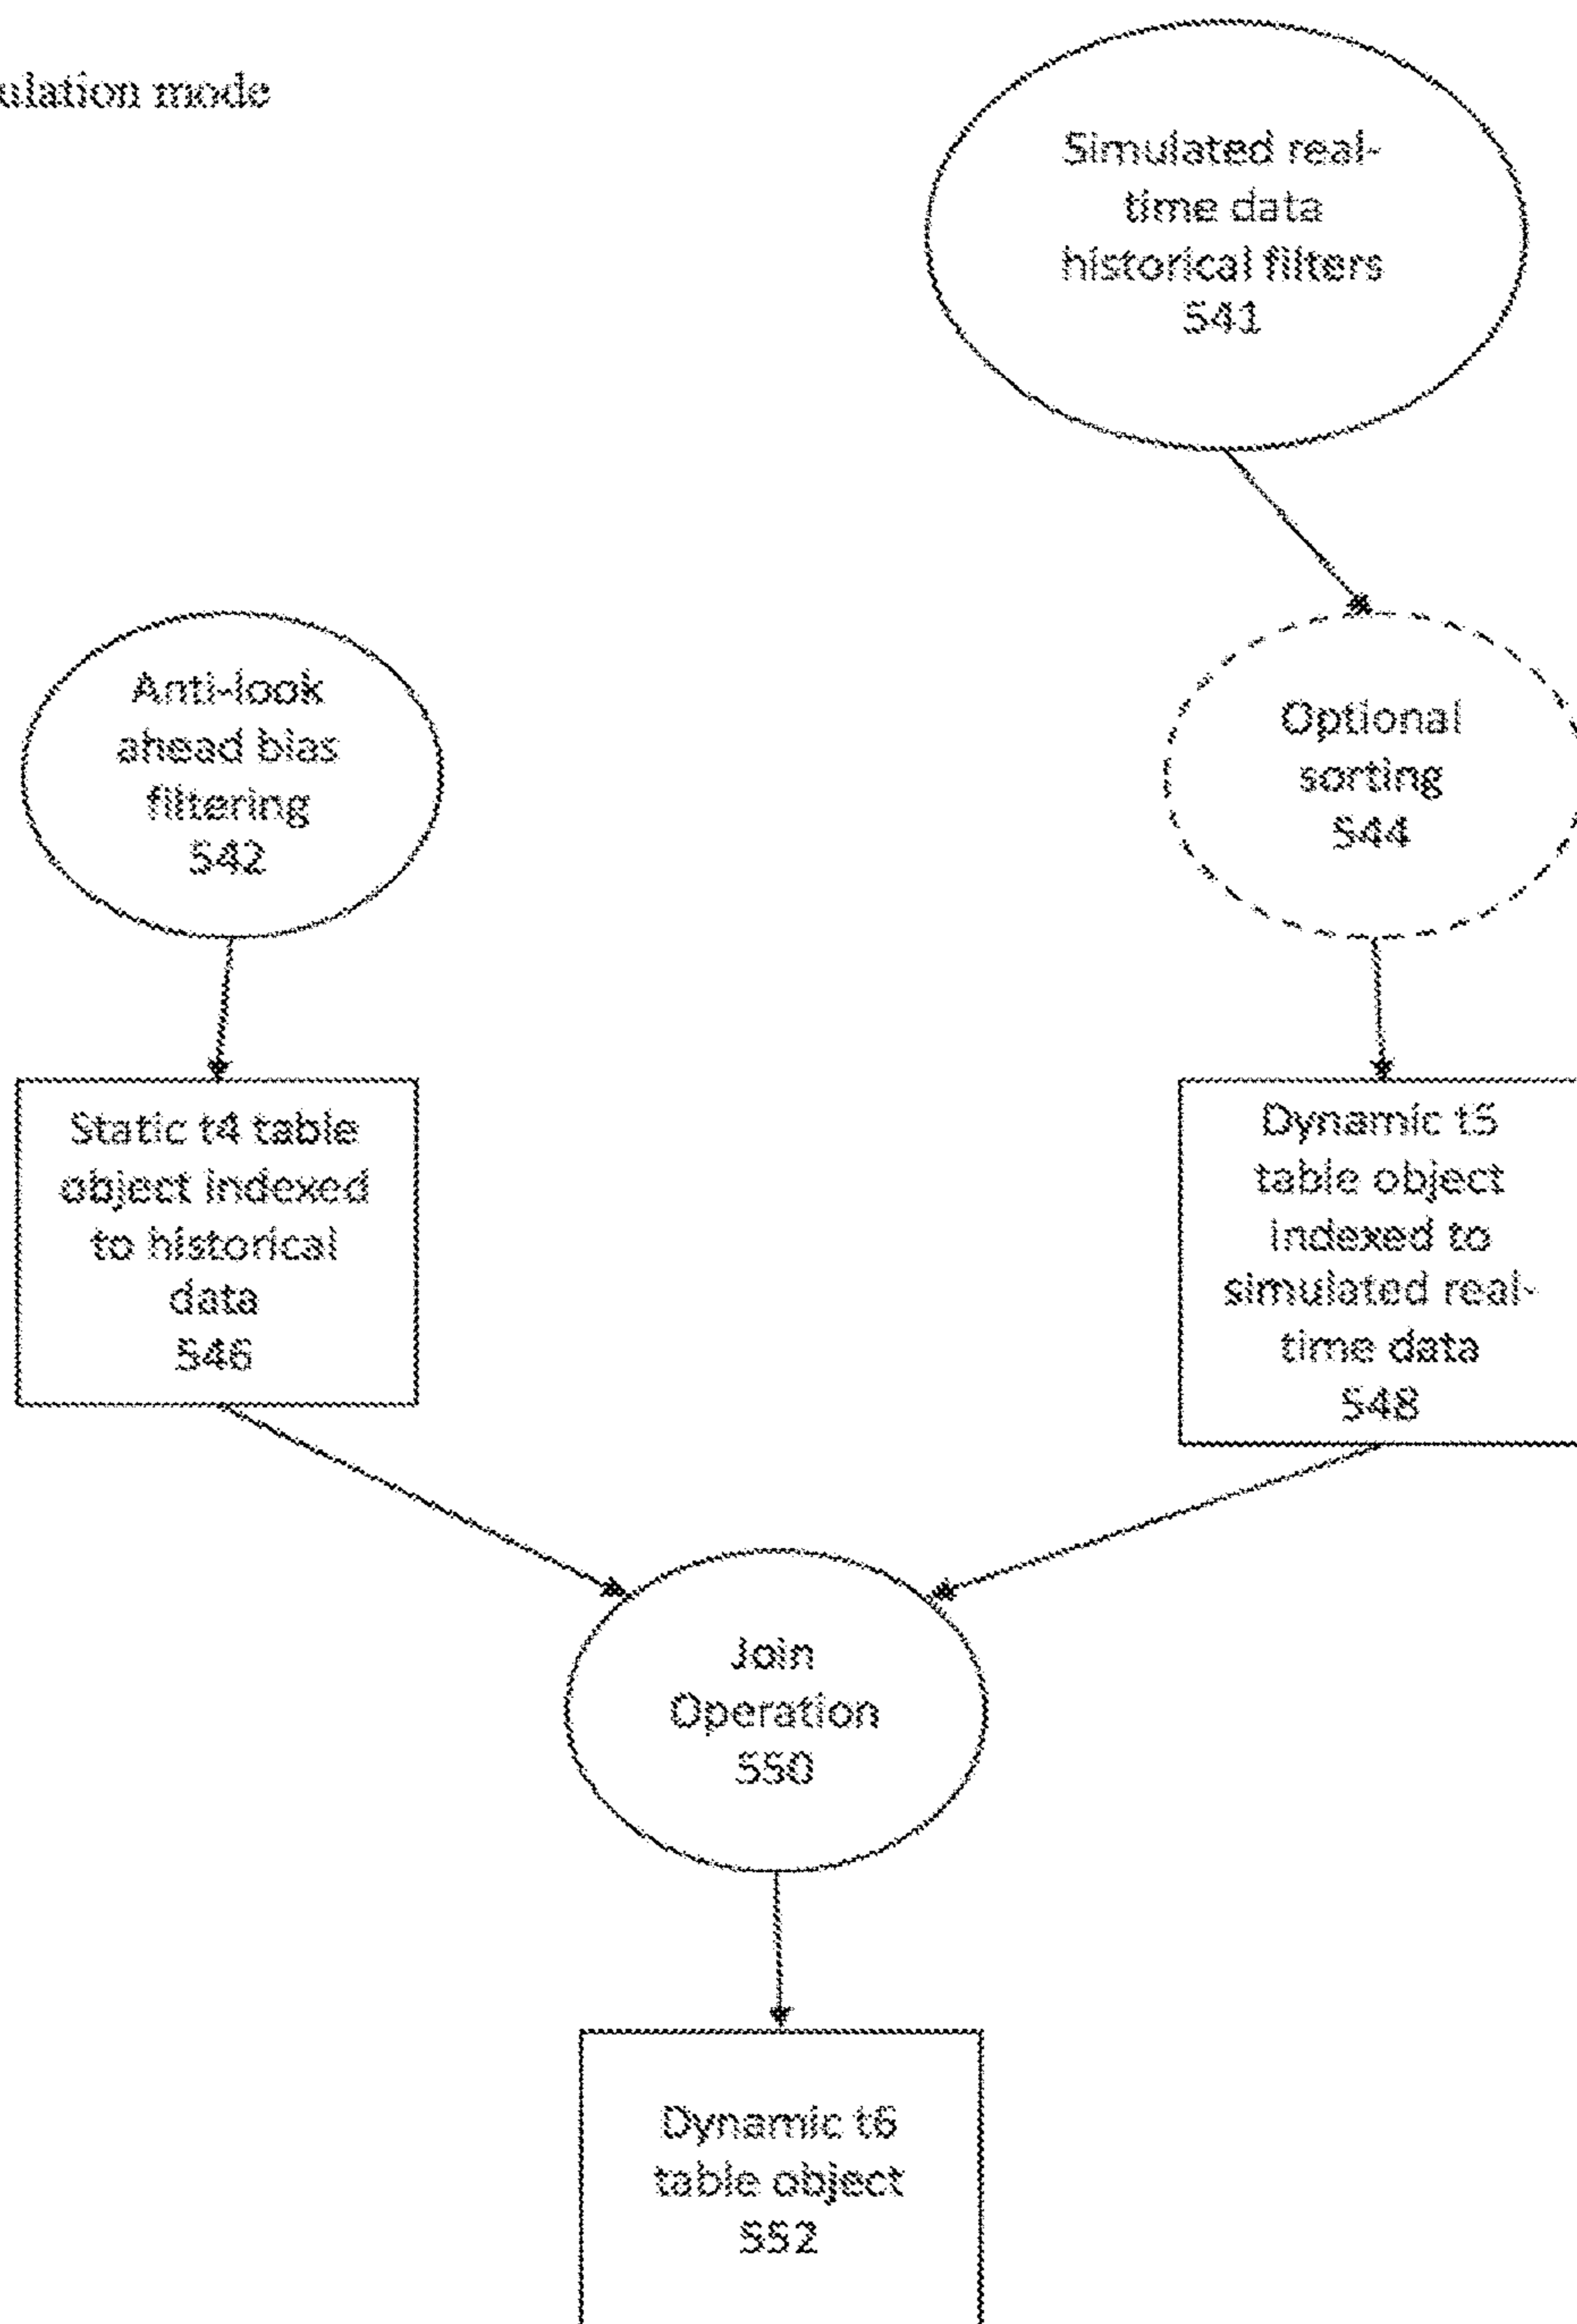 ulation mode
Simulated real-
time data
historical filters
541
Anti-look
ahead bias
filtering
542
Optional
sorting
544
Static t4 table
object indexed
to historical
data
546
Dynamic t5
table object
indexed to
simulated real-
time data
548
Join
Operation
550
Dynamic t6
table object
552